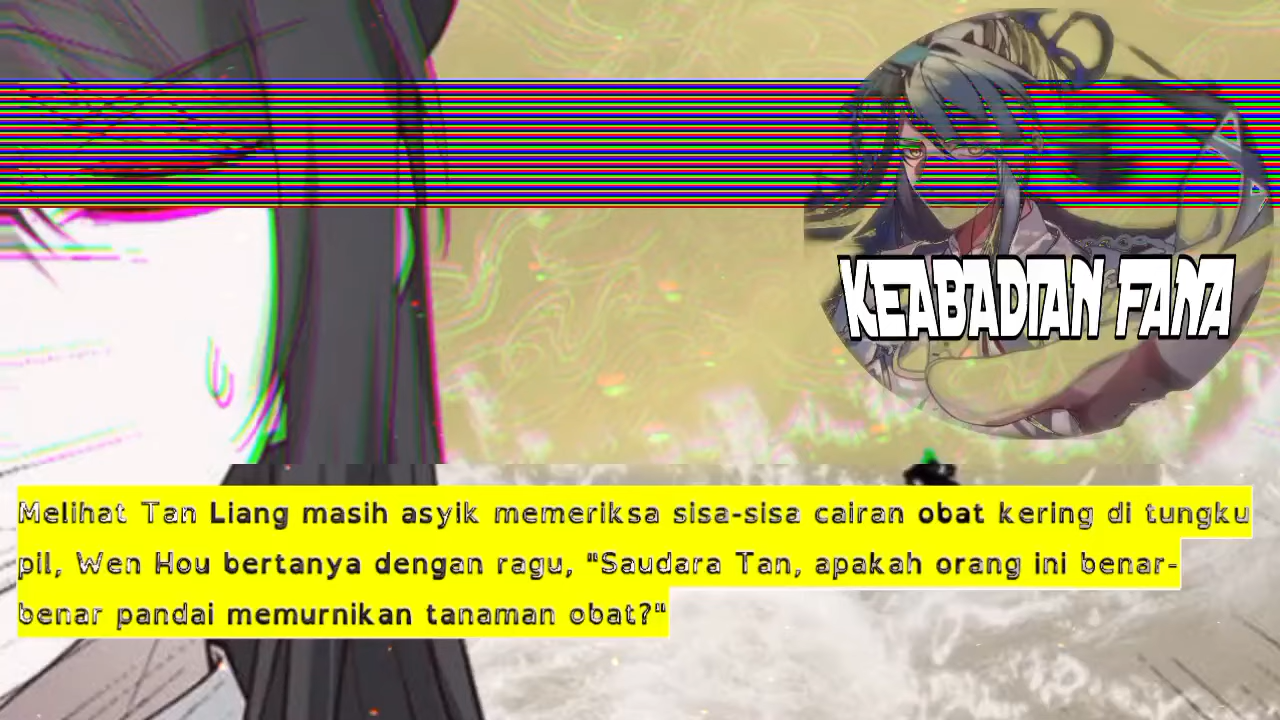 KEABADIAN FANA
Melihat Tan Liang masih asyik memeriksa sisa-sisa cairan obat kering di tungku
pil, Wen Hou bertanya dengan ragu, "Saudara Tan, apakah orang ini benar-
benar pandai memurnikan tanaman obat?"